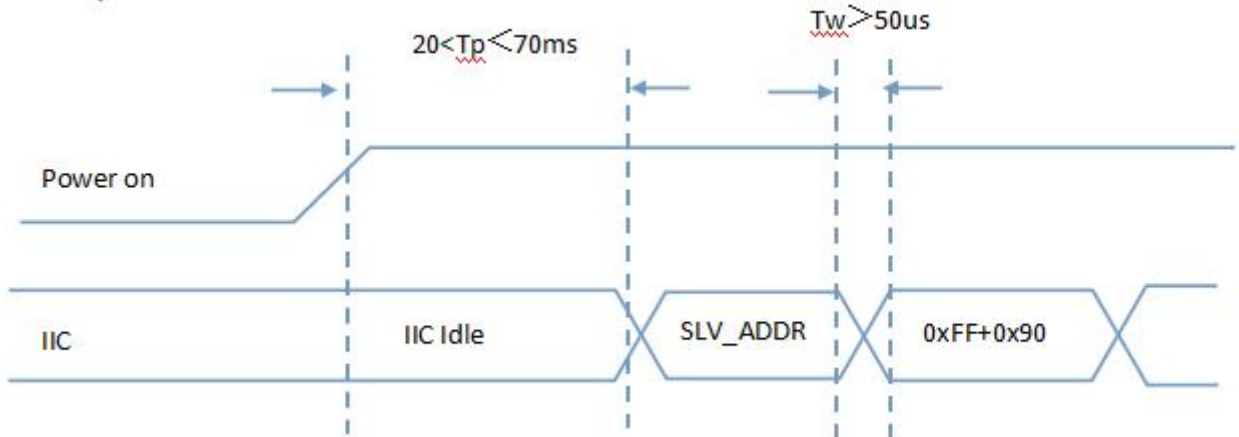 Tw＞50us
20<Tp＜70ms
Power on
IIC
IIC Idle
SLV_ADDR
0xFF+0x90